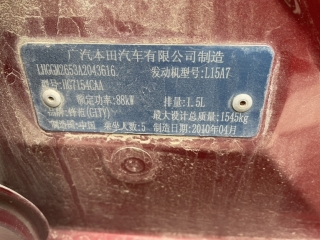 广汽本田汽车有限公司制造
LHGGM2653A2043616 发动机型号:L15A7
型号:HG7154CAA
额定功率:88kW 排量:1.5L
品牌:锋范(CITY) 最大设计总质量:1545kg
制造国:中国 乘坐人数:5 制造日期:2010年04月